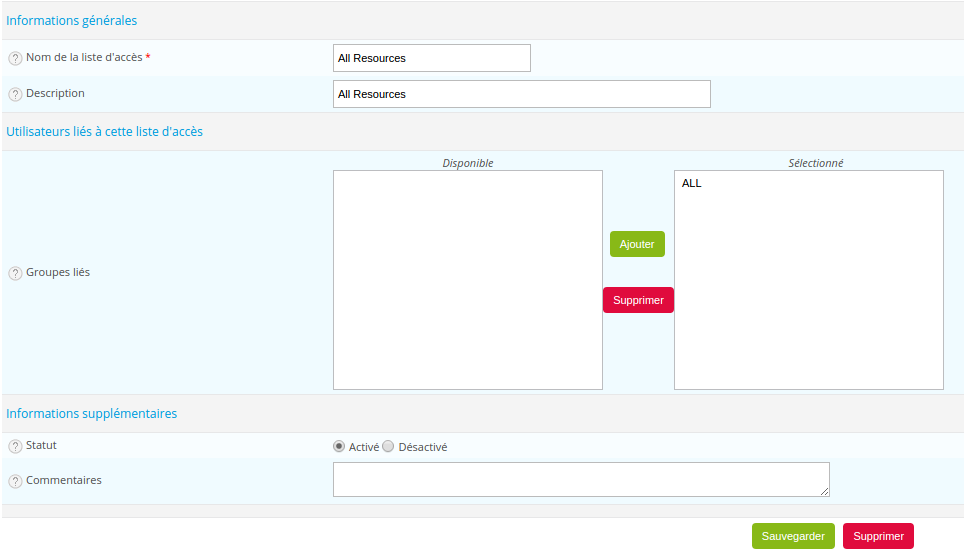 Informations générales
Nom de la liste d'accès *
All Resources
Description
All Resources
Utilisateurs liés à cette liste d'accès
Disponible
Sélectionné
ALL
Ajouter
Groupes liés
Supprimer
Informations supplémentaires
Statut
Activé Désactivé
Commentaires
Sauvegarder Supprimer